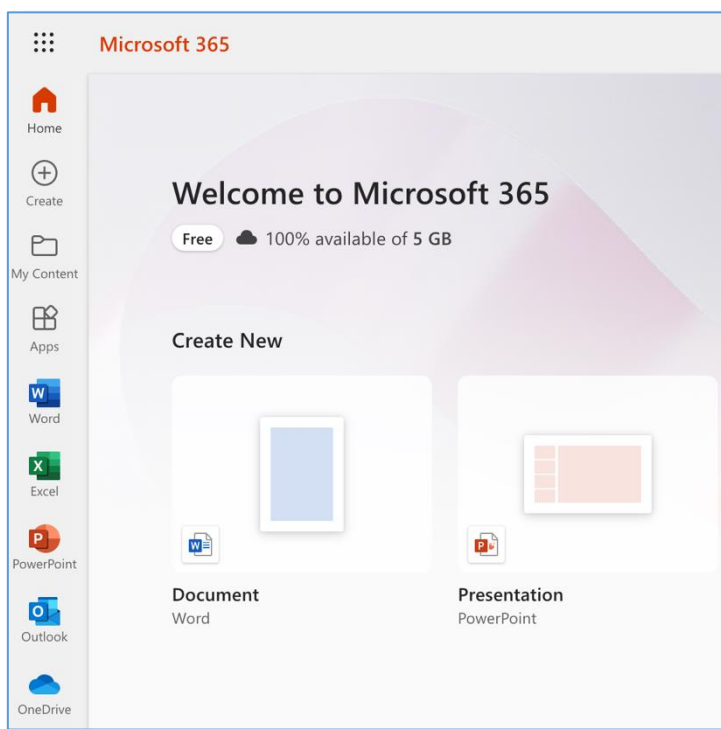 Microsoft 365
Home
Create
My Content
Apps
Word
Excel
PowerPoint
Outlook
OneDrive
Welcome to Microsoft 365
Free 100% available of 5 GB
Create New
W
P
Document
Word
Presentation
PowerPoint
W
X
P
O